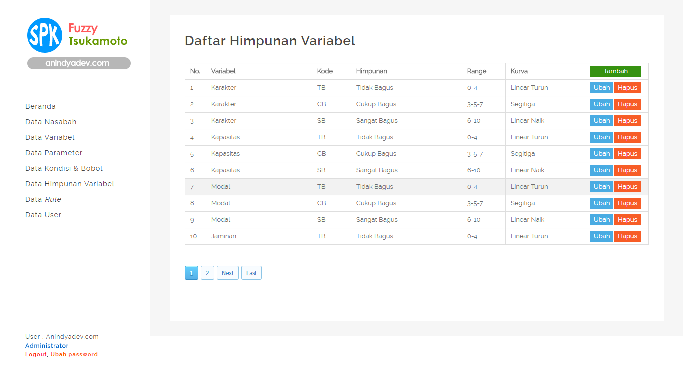 SPK Fuzzy
Tsukamoto
anindyadev.com
Beranda
Data Nasabah
Data Variabel
Data Parameter
Data Kondisi & Bobot
Data Himpunan Variabel
Data Rule
Data User
User : Anindyadev.com
Administrator
Logout, Ubah password
Daftar Himpunan Variabel
No. Variabel Kode Himpunan Range Kurva Tambah
1 Karakter TB Tidak Bagus 0-4 Linear Turun Ubah Hapus
2 Karakter CB Cukup Bagus 3-5-7 Segitiga Ubah Hapus
3 Karakter SB Sangat Bagus 6-10 Linear Naik Ubah Hapus
4 Kapasitas TB Tidak Bagus 0-4 Linear Turun Ubah Hapus
5 Kapasitas CB Cukup Bagus 3-5-7 Segitiga Ubah Hapus
6 Kapasitas SB Sangat Bagus 6-10 Linear Naik Ubah Hapus
7 Modal TB Tidak Bagus 0-4 Linear Turun Ubah Hapus
8 Modal CB Cukup Bagus 3-5-7 Segitiga Ubah Hapus
9 Modal SB Sangat Bagus 6-10 Linear Naik Ubah Hapus
10 Jaminan TB Tidak Bagus 0-4 Linear Turun Ubah Hapus
1 2 Next Last